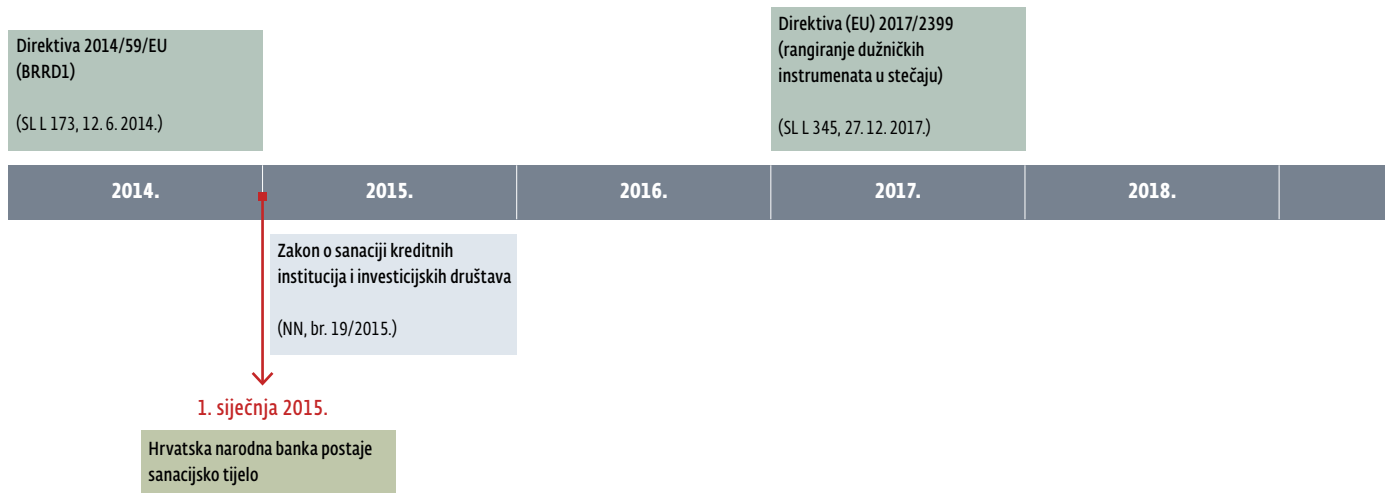 Direktiva 2014/59/EU
(BRRD1)
(SL L 173, 12. 6. 2014.)
Direktiva (EU) 2017/2399
(rangiranje dužničkih
instrumenata u stečaju)
(SL L 345, 27. 12. 2017.)
2014.
2015.
2016.
2017.
2018.
Zakon o sanaciji kreditnih
institucija i investicijskih društava
(NN, br. 19/2015.)
1. siječnja 2015.
Hrvatska narodna banka postaje
sanacijsko tijelo